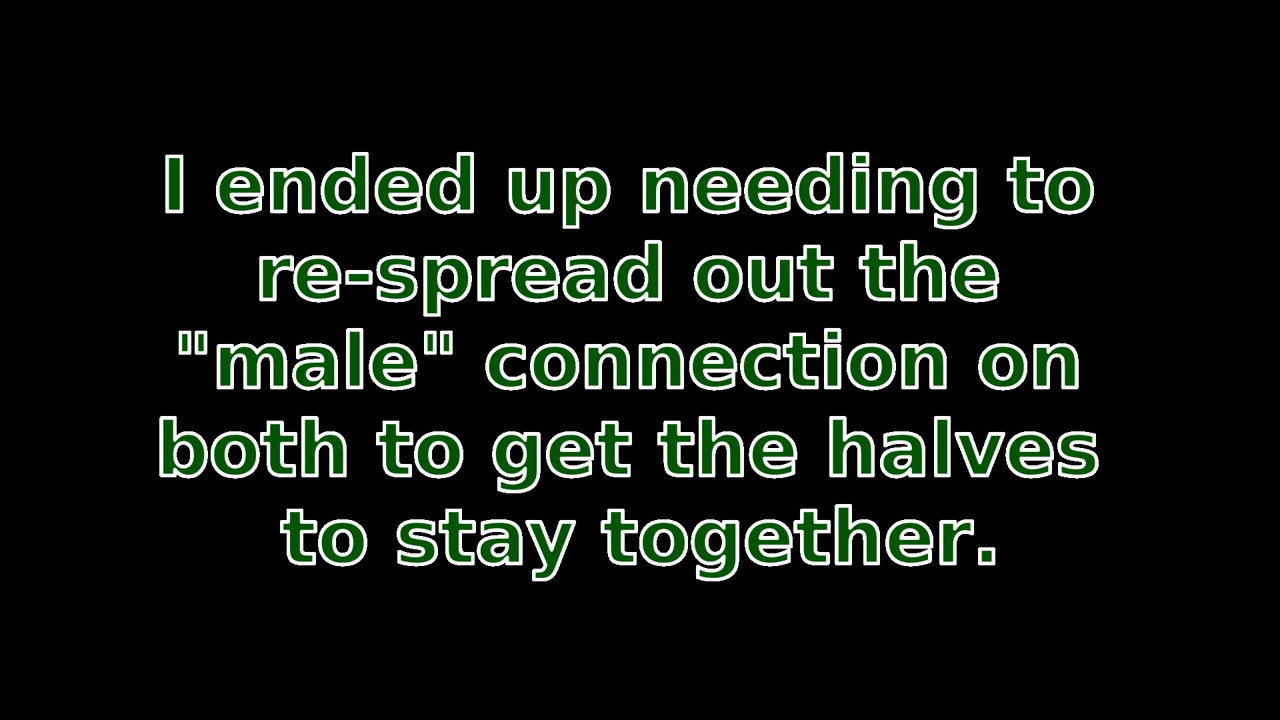 I ended up needing to
re-spread out the
"male" connection on
both to get the halves
to stay together.